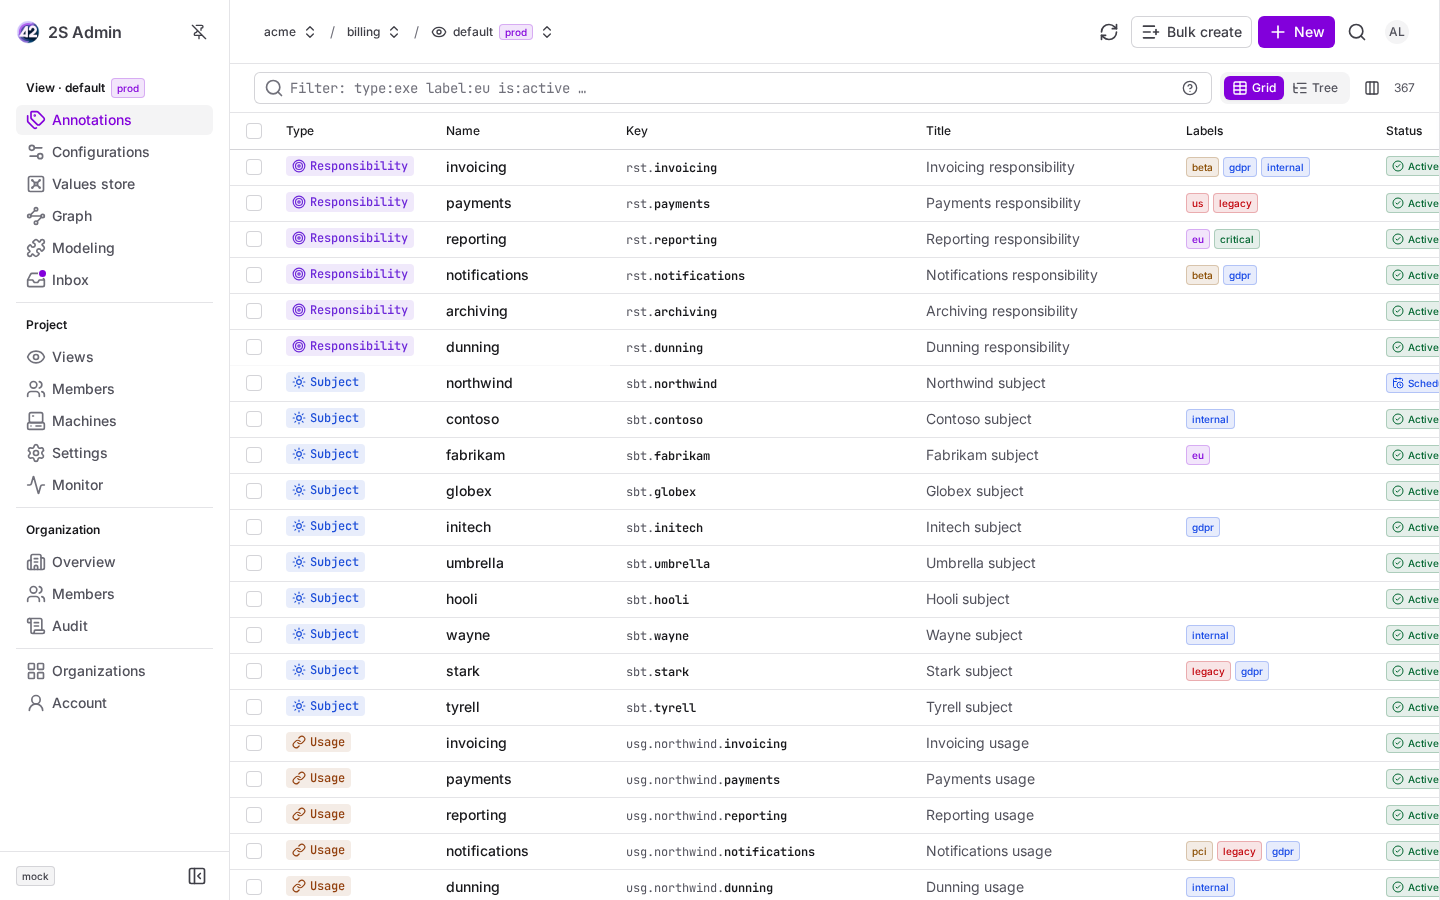 2S Admin
acme / billing / default prod
Bulk create
New
AL
View · default prod
Annotations
Configurations
Values store
Graph
Modeling
Inbox
Project
Views
Members
Machines
Settings
Monitor
Organization
Overview
Members
Audit
Organizations
Account
mock
Filter: type:exe label:eu is:active …
Grid Tree 367
Type Name Key Title Labels Status
Responsibility invoicing rst.invoicing Invoicing responsibility beta gdpr internal Active
Responsibility payments rst.payments Payments responsibility us legacy Active
Responsibility reporting rst.reporting Reporting responsibility eu critical Active
Responsibility notifications rst.notifications Notifications responsibility beta gdpr Active
Responsibility archiving rst.archiving Archiving responsibility Active
Responsibility dunning rst.dunning Dunning responsibility Active
Subject northwind sbt.northwind Northwind subject Schedu
Subject contoso sbt.contoso Contoso subject internal Active
Subject fabrikam sbt.fabrikam Fabrikam subject eu Active
Subject globex sbt.globex Globex subject Active
Subject initech sbt.initech Initech subject gdpr Active
Subject umbrella sbt.umbrella Umbrella subject Active
Subject hooli sbt.hooli Hooli subject Active
Subject wayne sbt.wayne Wayne subject internal Active
Subject stark sbt.stark Stark subject legacy gdpr Active
Subject tyrell sbt.tyrell Tyrell subject Active
Usage invoicing usg.northwind.invoicing Invoicing usage Active
Usage payments usg.northwind.payments Payments usage Active
Usage reporting usg.northwind.reporting Reporting usage Active
Usage notifications usg.northwind.notifications Notifications usage pci legacy gdpr Active
Usage dunning usg.northwind.dunning Dunning usage internal Active